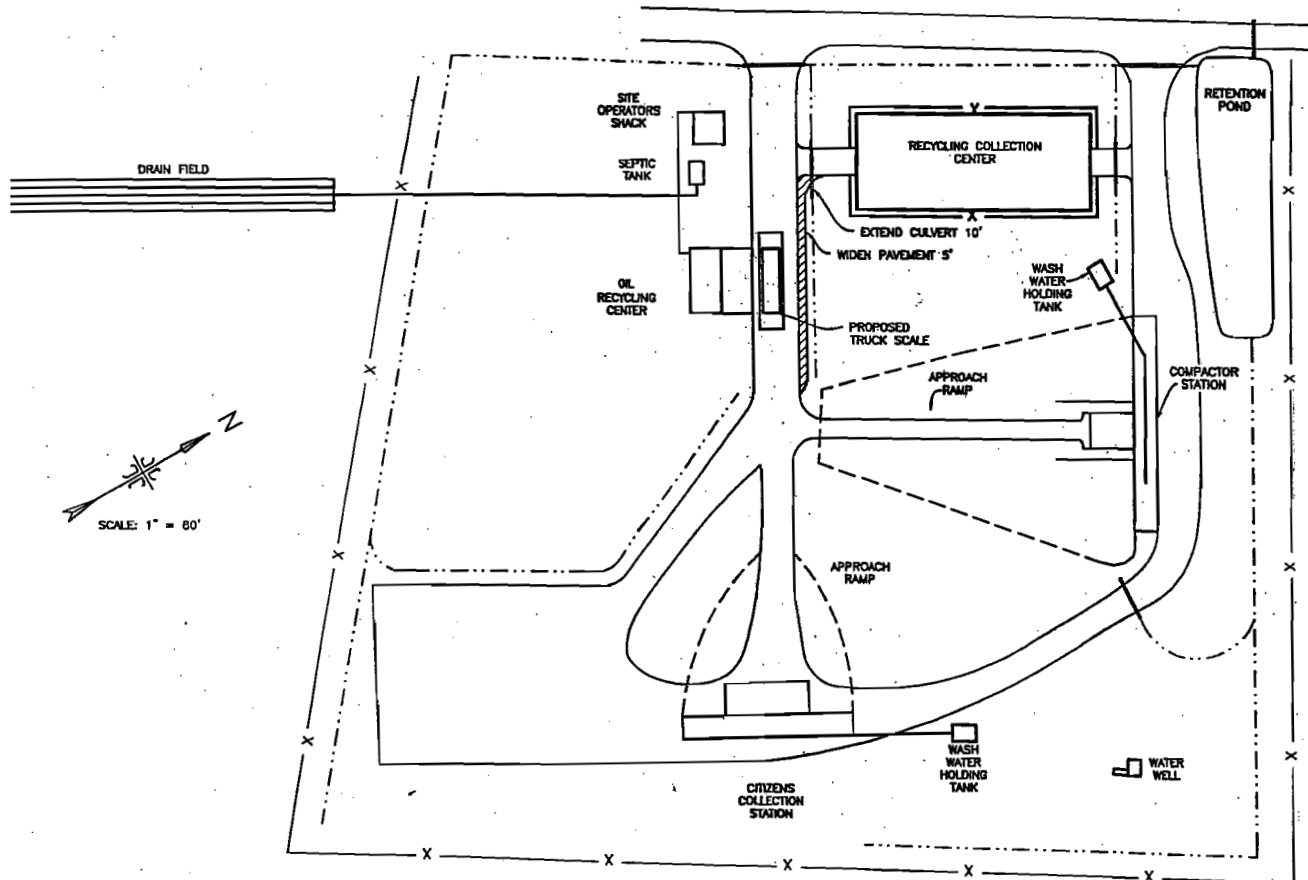 SITE
OPERATORS
SHACK
SEPTIC
TANK
DRAIN FIELD
RECYCLING COLLECTION
CENTER
RETENTION
POND
EXTEND CULVERT 10'
WIDEN PAVEMENT 5'
OIL
RECYCLING
CENTER
PROPOSED
TRUCK SCALE
WASH
WATER
HOLDING
TANK
APPROACH
RAMP
COMPACTOR
STATION
N
SCALE: 1" = 60'
APPROACH
RAMP
CITIZENS
COLLECTION
STATION
WASH
WATER
HOLDING
TANK
WATER
WELL